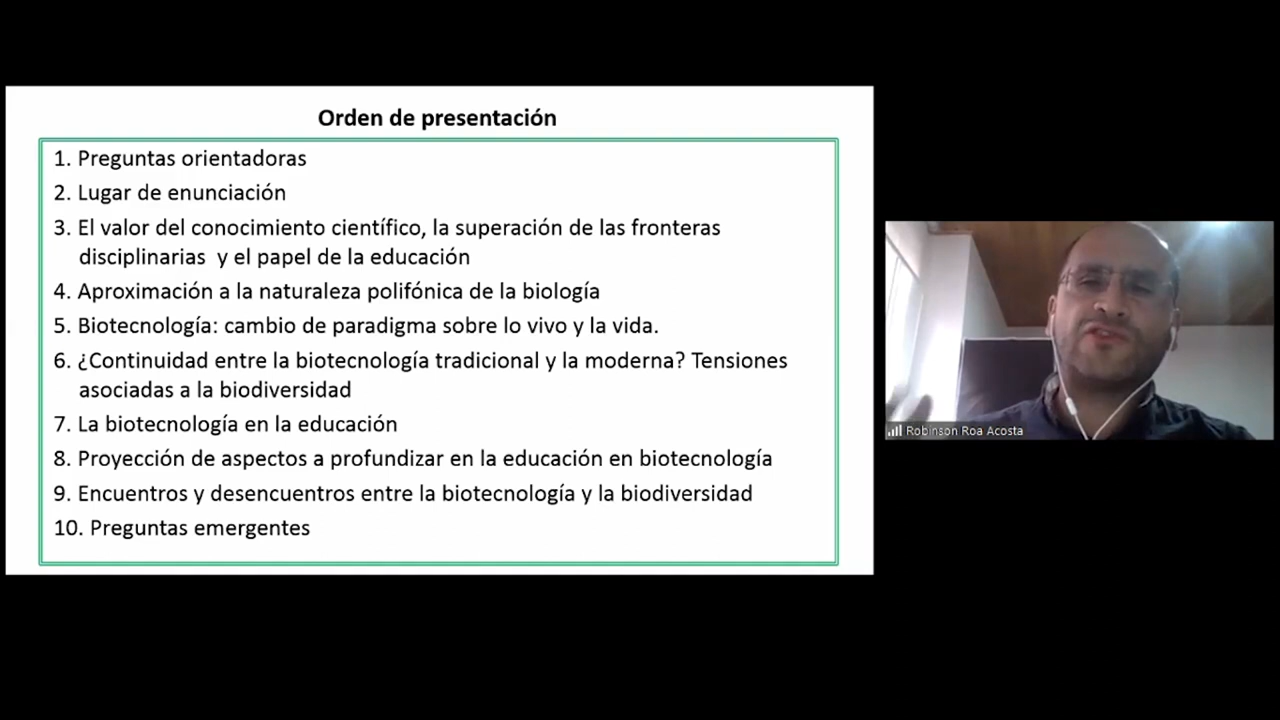 Orden de presentación
1. Preguntas orientadoras
2. Lugar de enunciación
3. El valor del conocimiento científico, la superación de las fronteras
disciplinarias y el papel de la educación
4. Aproximación a la naturaleza polifónica de la biología
5. Biotecnología: cambio de paradigma sobre lo vivo y la vida.
6. ¿Continuidad entre la biotecnología tradicional y la moderna? Tensiones
asociadas a la biodiversidad
7. La biotecnología en la educación
8. Proyección de aspectos a profundizar en la educación en biotecnología
9. Encuentros y desencuentros entre la biotecnología y la biodiversidad
10. Preguntas emergentes
Robinson Roa Acosta